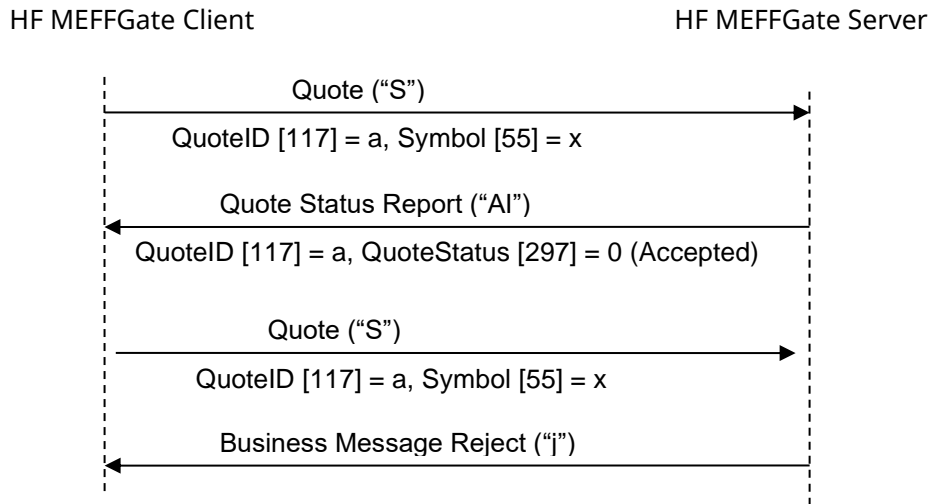 HF MEFFGate Client
HF MEFFGate Server
Quote (“S”)
QuoteID [117] = a, Symbol [55] = x
Quote Status Report (“AI”)
QuoteID [117] = a, QuoteStatus [297] = 0 (Accepted)
Quote (“S”)
QuoteID [117] = a, Symbol [55] = x
Business Message Reject (“j”)